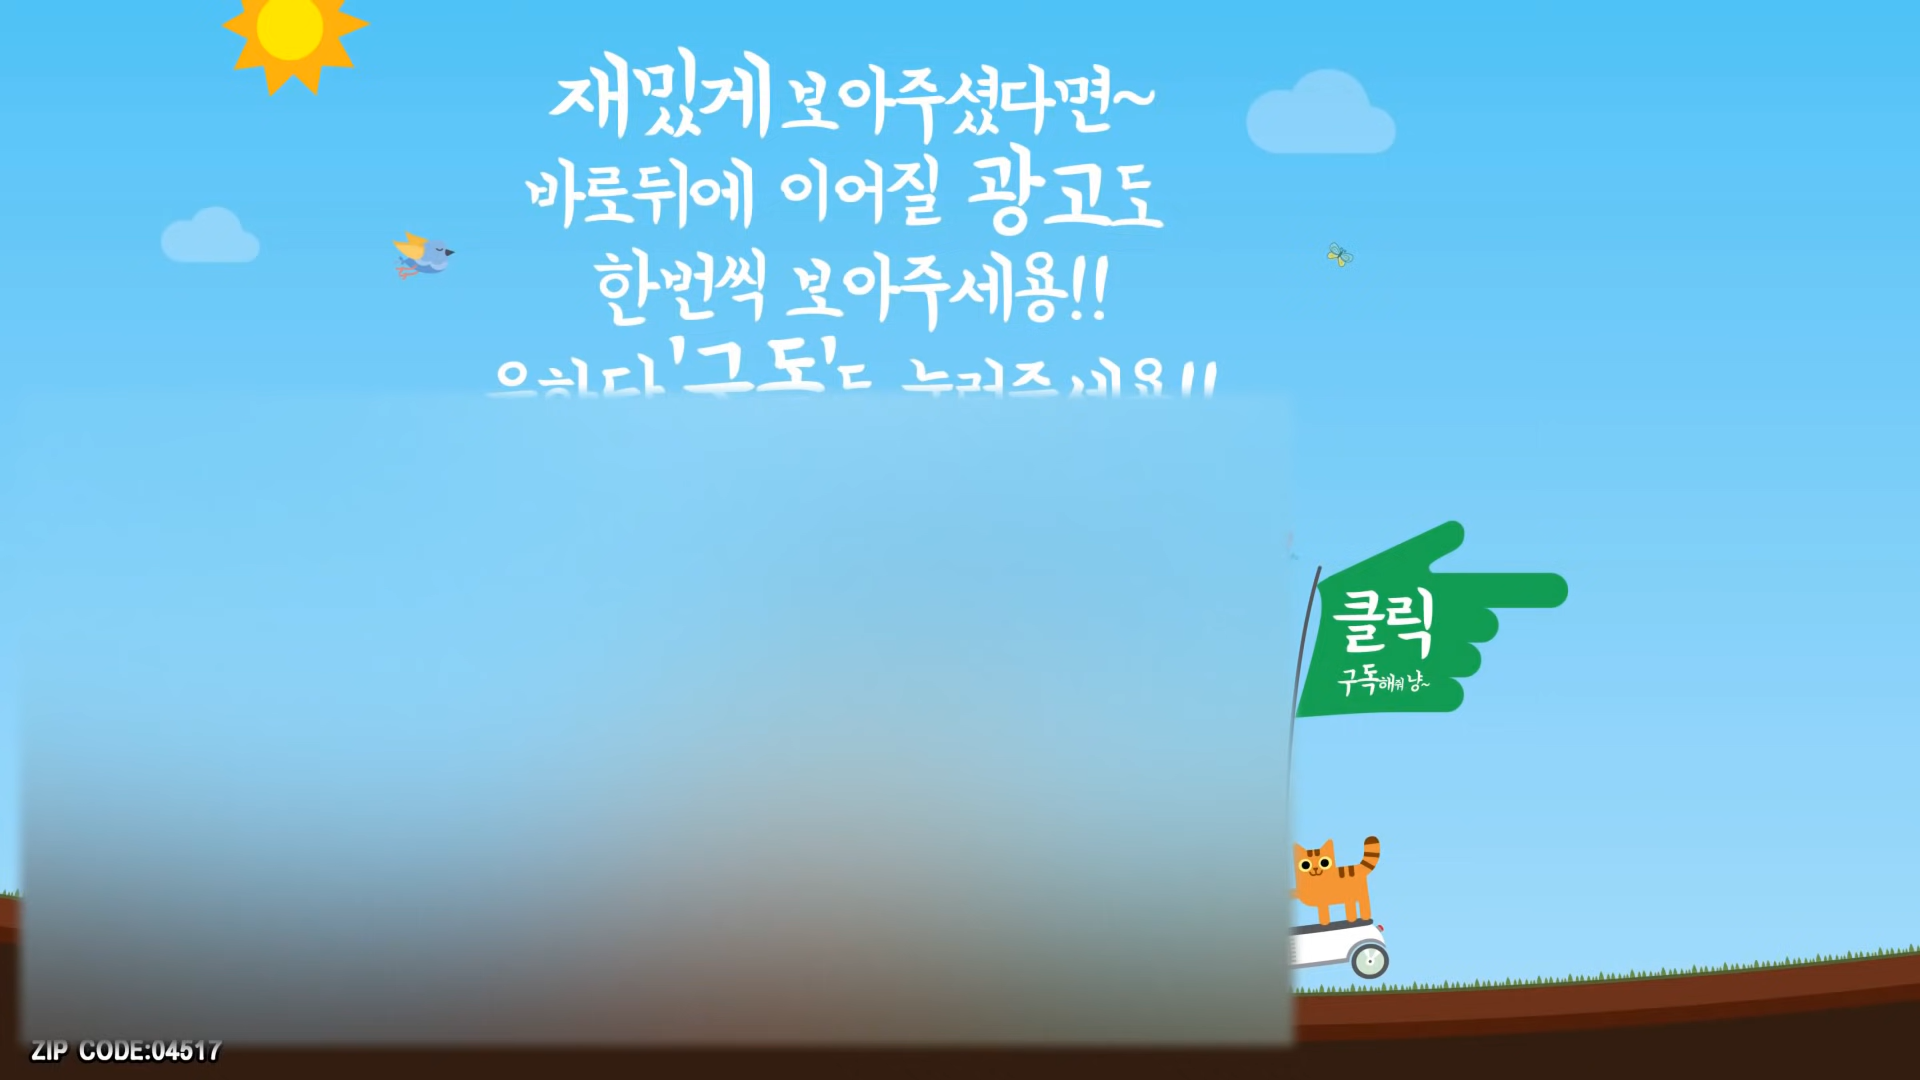 재밌게 보아주셨다면~
바로뒤에 이어질 광고도
한번씩 보아주세용!!
클릭
구독해줘 냥~
ZIP CODE:04517